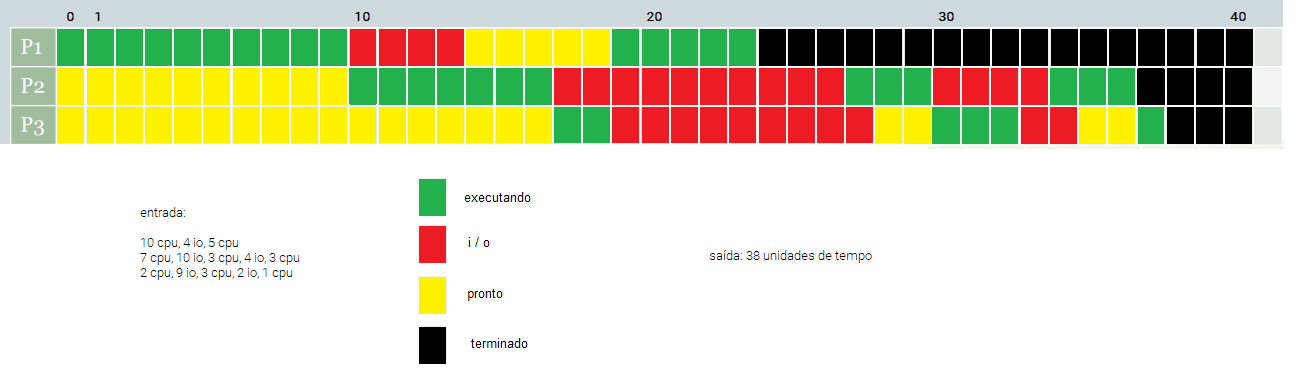 0 1 10 20 30 40
P1
P2
P3
entrada:
10 cpu, 4 io, 5 cpu
7 cpu, 10 io, 3 cpu, 4 io, 3 cpu
2 cpu, 9 io, 3 cpu, 2 io, 1 cpu
executando
i / o
pronto
terminado
saída: 38 unidades de tempo